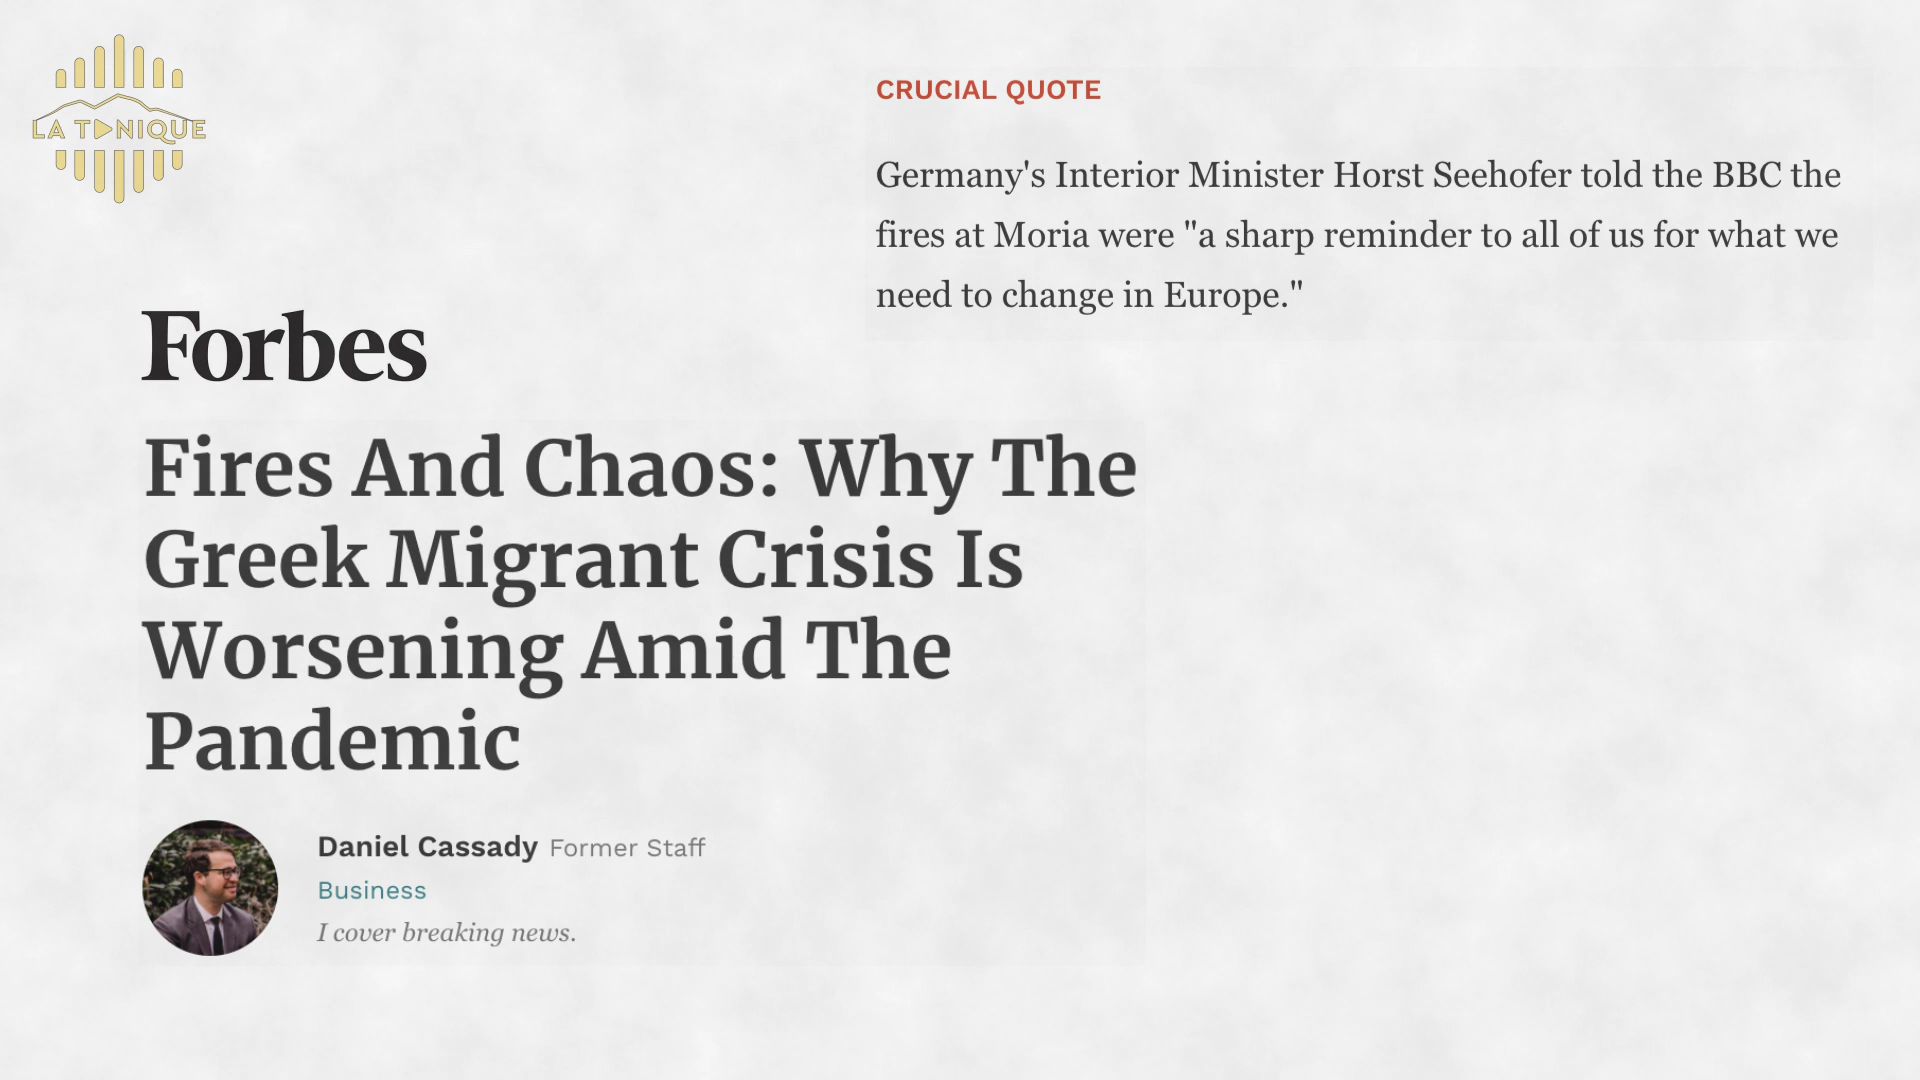 LA TONIQUE
CRUCIAL QUOTE
Germany's Interior Minister Horst Seehofer told the BBC the
fires at Moria were "a sharp reminder to all of us for what we
need to change in Europe."
Forbes
Fires And Chaos: Why The
Greek Migrant Crisis Is
Worsening Amid The
Pandemic
Daniel Cassady Former Staff
Business
I cover breaking news.